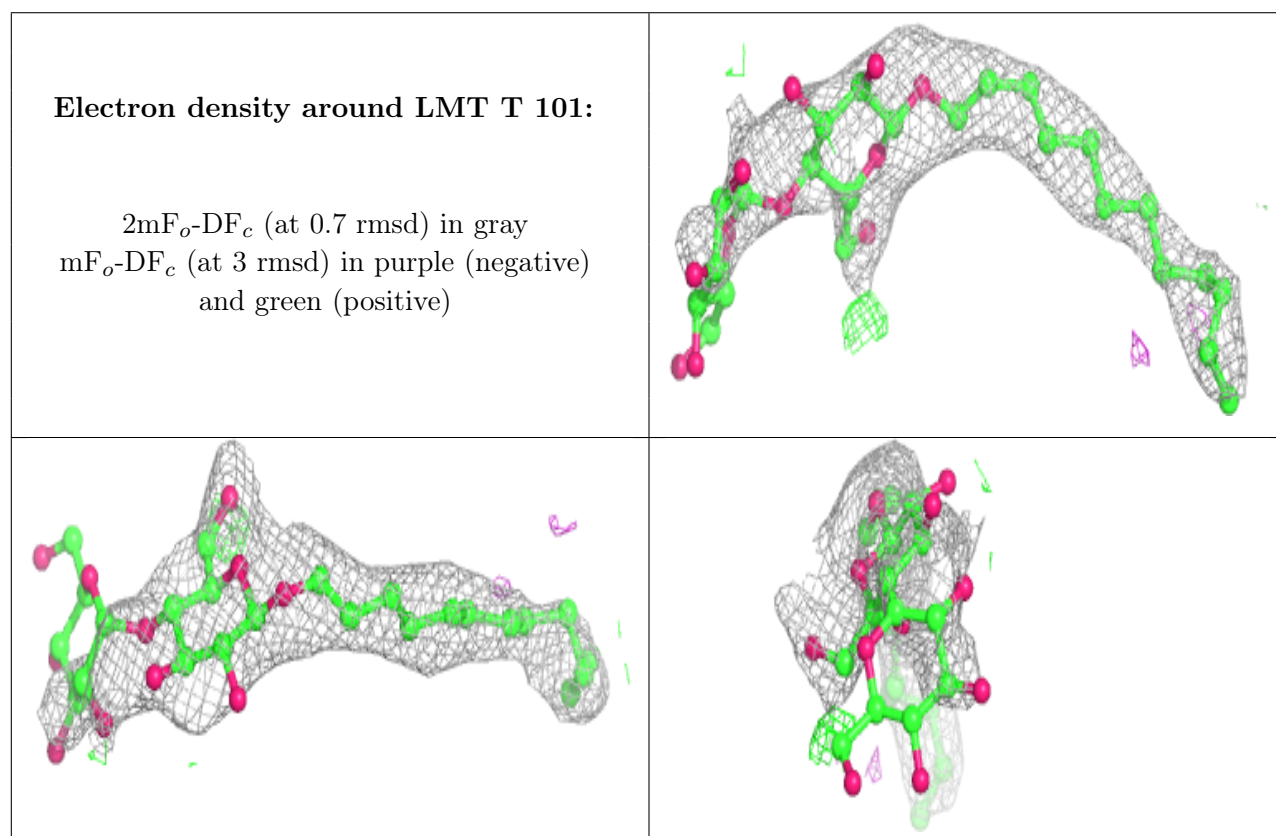 Electron density around LMT T 101:
2mFo-DFc (at 0.7 rmsd) in gray
mFo-DFc (at 3 rmsd) in purple (negative)
and green (positive)